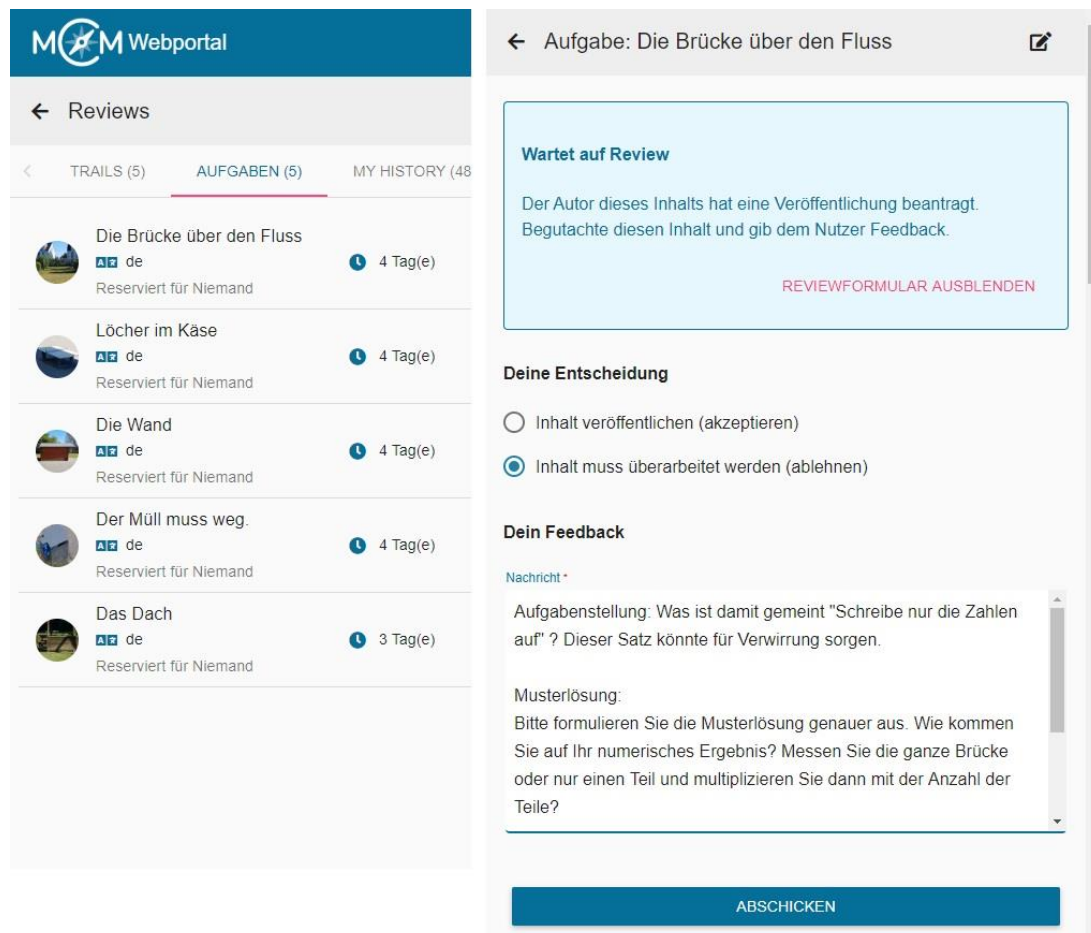 MCM Webportal
← Reviews
< TRAILS (5) AUFGABEN (5) MY HISTORY (48
Die Brücke über den Fluss
de 4 Tag(e)
Reserviert für Niemand
Löcher im Käse
de 4 Tag(e)
Reserviert für Niemand
Die Wand
de 4 Tag(e)
Reserviert für Niemand
Der Müll muss weg.
de 4 Tag(e)
Reserviert für Niemand
Das Dach
de 3 Tag(e)
Reserviert für Niemand
← Aufgabe: Die Brücke über den Fluss
Wartet auf Review
Der Autor dieses Inhalts hat eine Veröffentlichung beantragt.
Begutachte diesen Inhalt und gib dem Nutzer Feedback.
REVIEWFORMULAR AUSBLENDEN
Deine Entscheidung
Inhalt veröffentlichen (akzeptieren)
Inhalt muss überarbeitet werden (ablehnen)
Dein Feedback
Nachricht *
Aufgabenstellung: Was ist damit gemeint "Schreibe nur die Zahlen
auf" ? Dieser Satz könnte für Verwirrung sorgen.
Musterlösung:
Bitte formulieren Sie die Musterlösung genauer aus. Wie kommen
Sie auf Ihr numerisches Ergebnis? Messen Sie die ganze Brücke
oder nur einen Teil und multiplizieren Sie dann mit der Anzahl der
Teile?
ABSCHICKEN